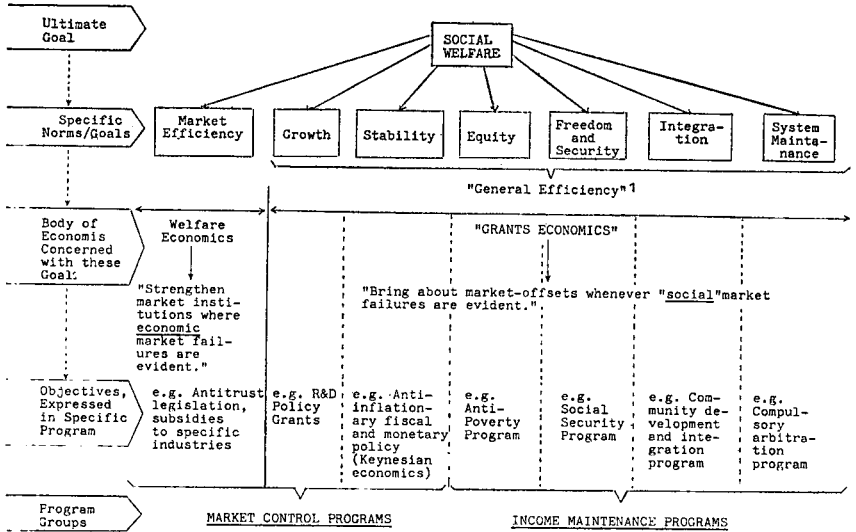 Ultimate
Goal
SOCIAL
WELFARE
Specific
Norms/Goals
Market
Efficiency
Growth
Stability
Equity
Freedom
and
Security
Integra-
tion
System
Mainte-
nance
"General Efficiency"1
Body of
Economis
Concerned
with these
Goal:
Welfare
Economics
"GRANTS ECONOMICS"
"Strengthen
market insti-
tutions where
economic
market fail-
ures are
evident."
"Bring about market-offsets whenever "social"market
failures are evident."
Objectives,
Expressed
in Specific
Program
e.g. Antitrust
legislation,
subsidies
to specific
industries
e.g. R&D
Policy
Grants
e.g. Anti-
inflation-
ary fiscal
and monetary
policy
(Keynesian
economics)
e.g.
Anti-
Poverty
Program
e.g.
Social
Security
Program
e.g. Com-
munity de-
velopment
and inte-
gration
program
e.g.
Compul-
sory
arbitra-
tion
program
Program
Groups
MARKET CONTROL PROGRAMS
INCOME MAINTENANCE PROGRAMS